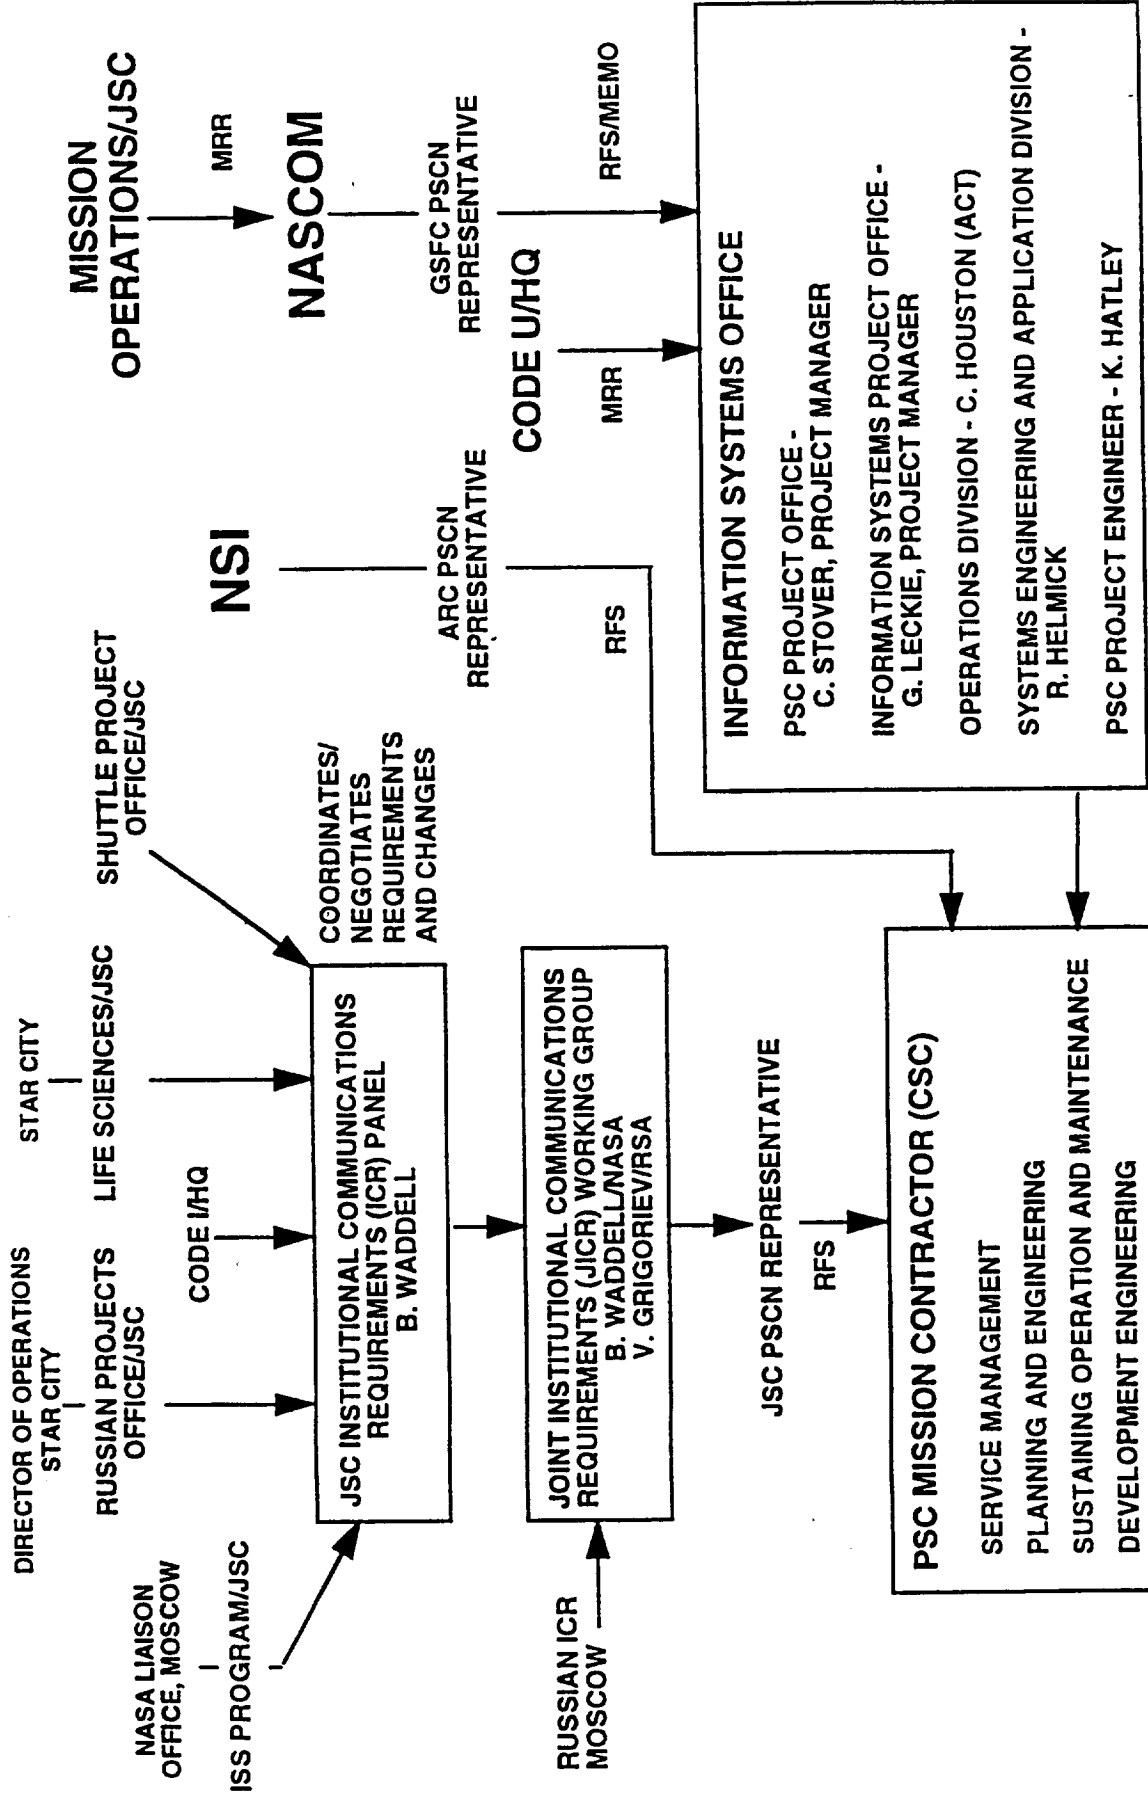 DIRECTOR OF OPERATIONS
STAR CITY
RUSSIAN PROJECTS
OFFICE/JSC
STAR CITY
LIFE SCIENCES/JSC
CODE I/HQ
SHUTTLE PROJECT
OFFICE/JSC
NASA LIAISON
OFFICE, MOSCOW
ISS PROGRAM/JSC
JSC INSTITUTIONAL COMMUNICATIONS
REQUIREMENTS (ICR) PANEL
B. WADDELL
COORDINATES/
NEGOTIATES
REQUIREMENTS
AND CHANGES
RUSSIAN ICR
MOSCOW
JOINT INSTITUTIONAL COMMUNICATIONS
REQUIREMENTS (JICR) WORKING GROUP
B. WADDELL/NASA
V. GRIGORIEV/RSA
JSC PSCN REPRESENTATIVE
RFS
PSC MISSION CONTRACTOR (CSC)
SERVICE MANAGEMENT
PLANNING AND ENGINEERING
SUSTAINING OPERATION AND MAINTENANCE
DEVELOPMENT ENGINEERING
NSI
ARC PSCN
REPRESENTATIVE
RFS
MISSION
OPERATIONS/JSC
MRR
NASCOM
GSFC PSCN
REPRESENTATIVE
RFS/MEMO
CODE U/HQ
MRR
INFORMATION SYSTEMS OFFICE
PSC PROJECT OFFICE -
C. STOVER, PROJECT MANAGER
INFORMATION SYSTEMS PROJECT OFFICE -
G. LECKIE, PROJECT MANAGER
OPERATIONS DIVISION - C. HOUSTON (ACT)
SYSTEMS ENGINEERING AND APPLICATION DIVISION -
R. HELMICK
PSC PROJECT ENGINEER - K. HATLEY